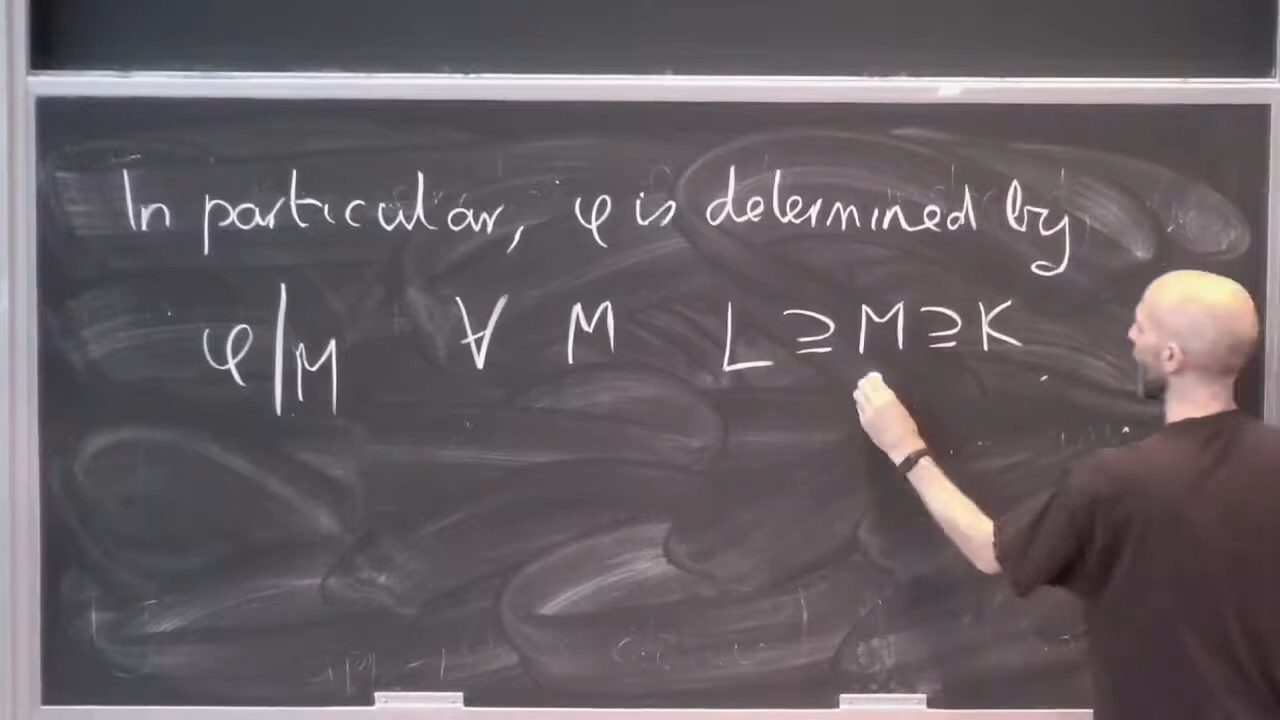 In particular, φ is determined by
φ|M ∀ M L ⊇ M ⊇ K